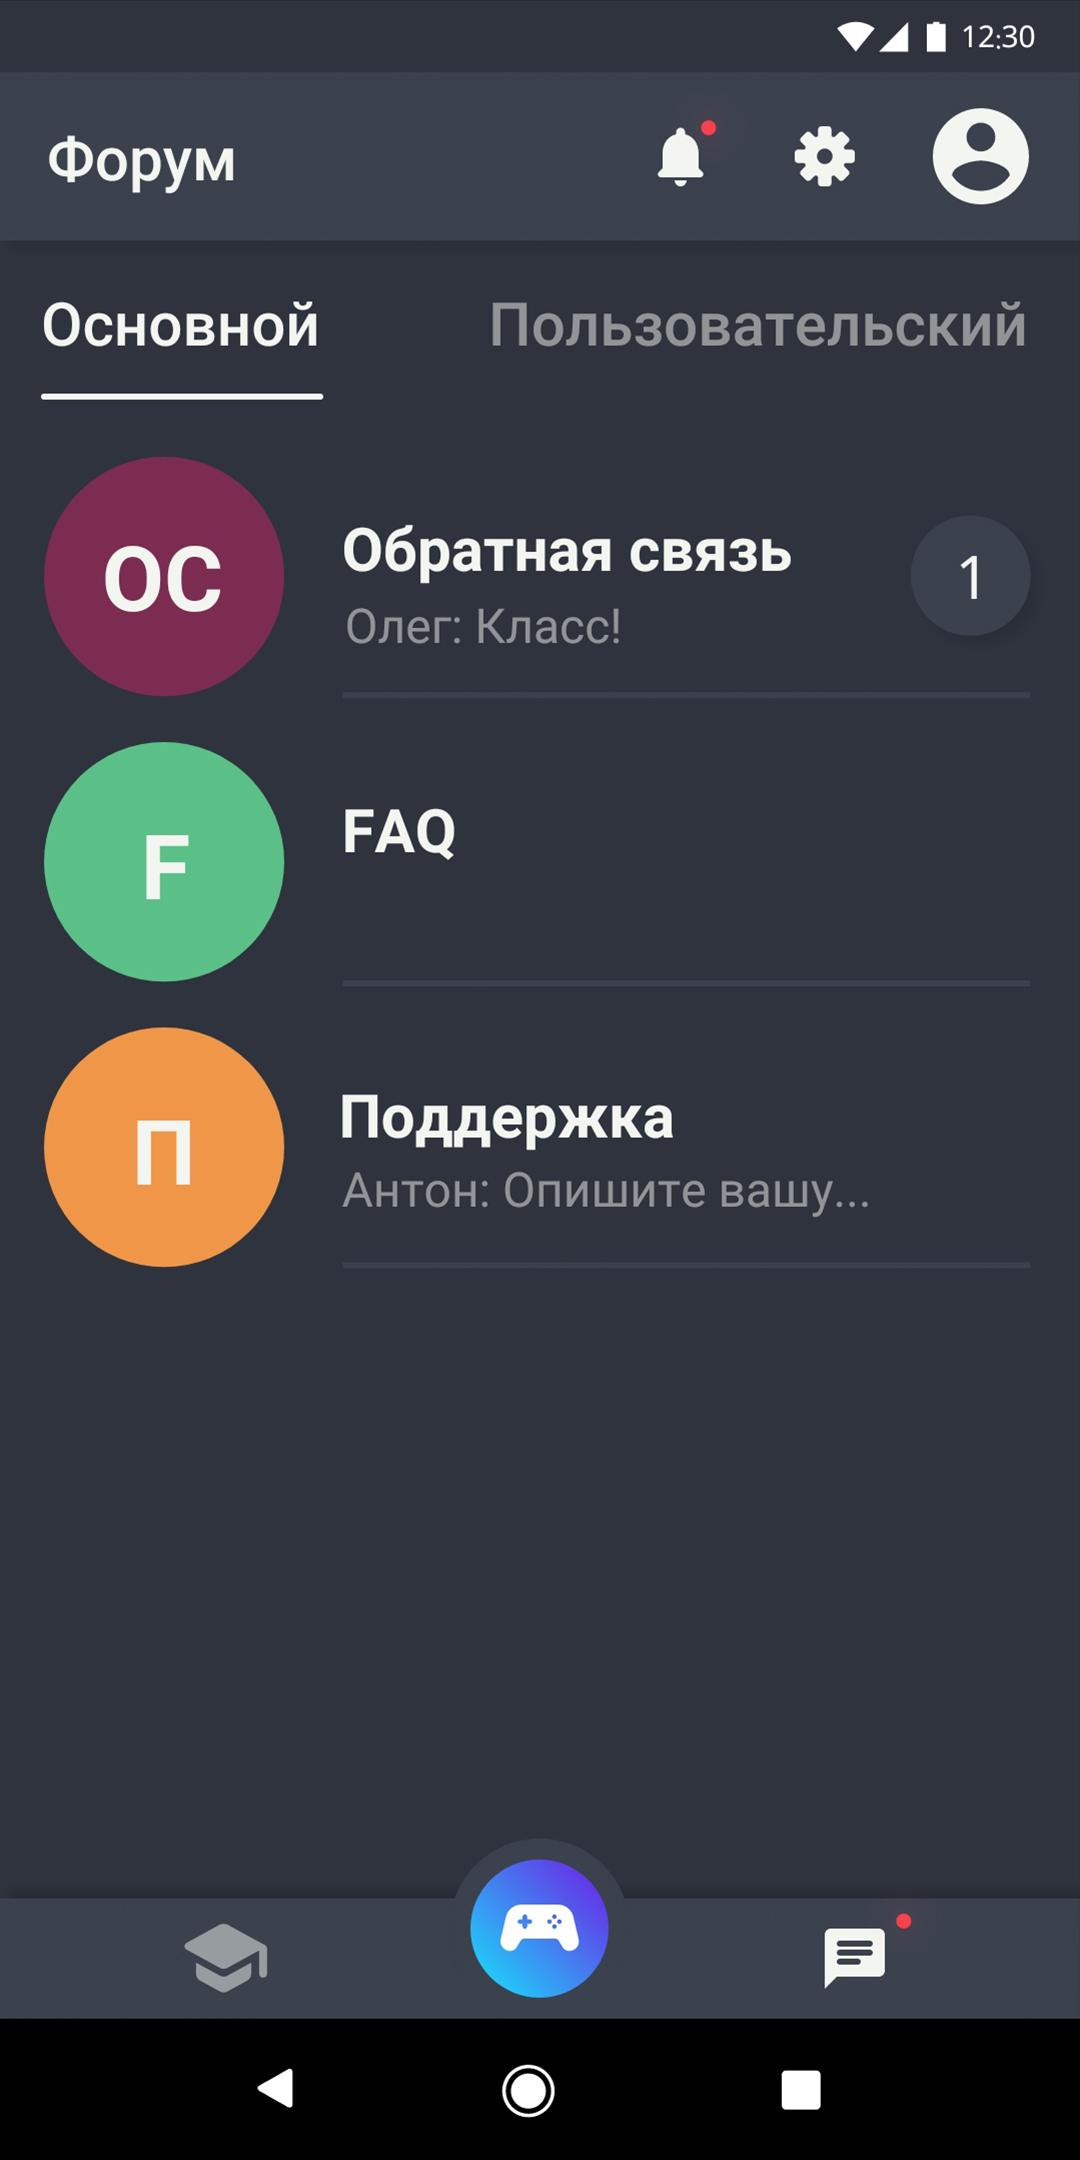 12:30
Форум
Основной Пользовательский
ОС
Обратная связь
Олег: Класс!
1
F
FAQ
П
Поддержка
Антон: Опишите вашу...